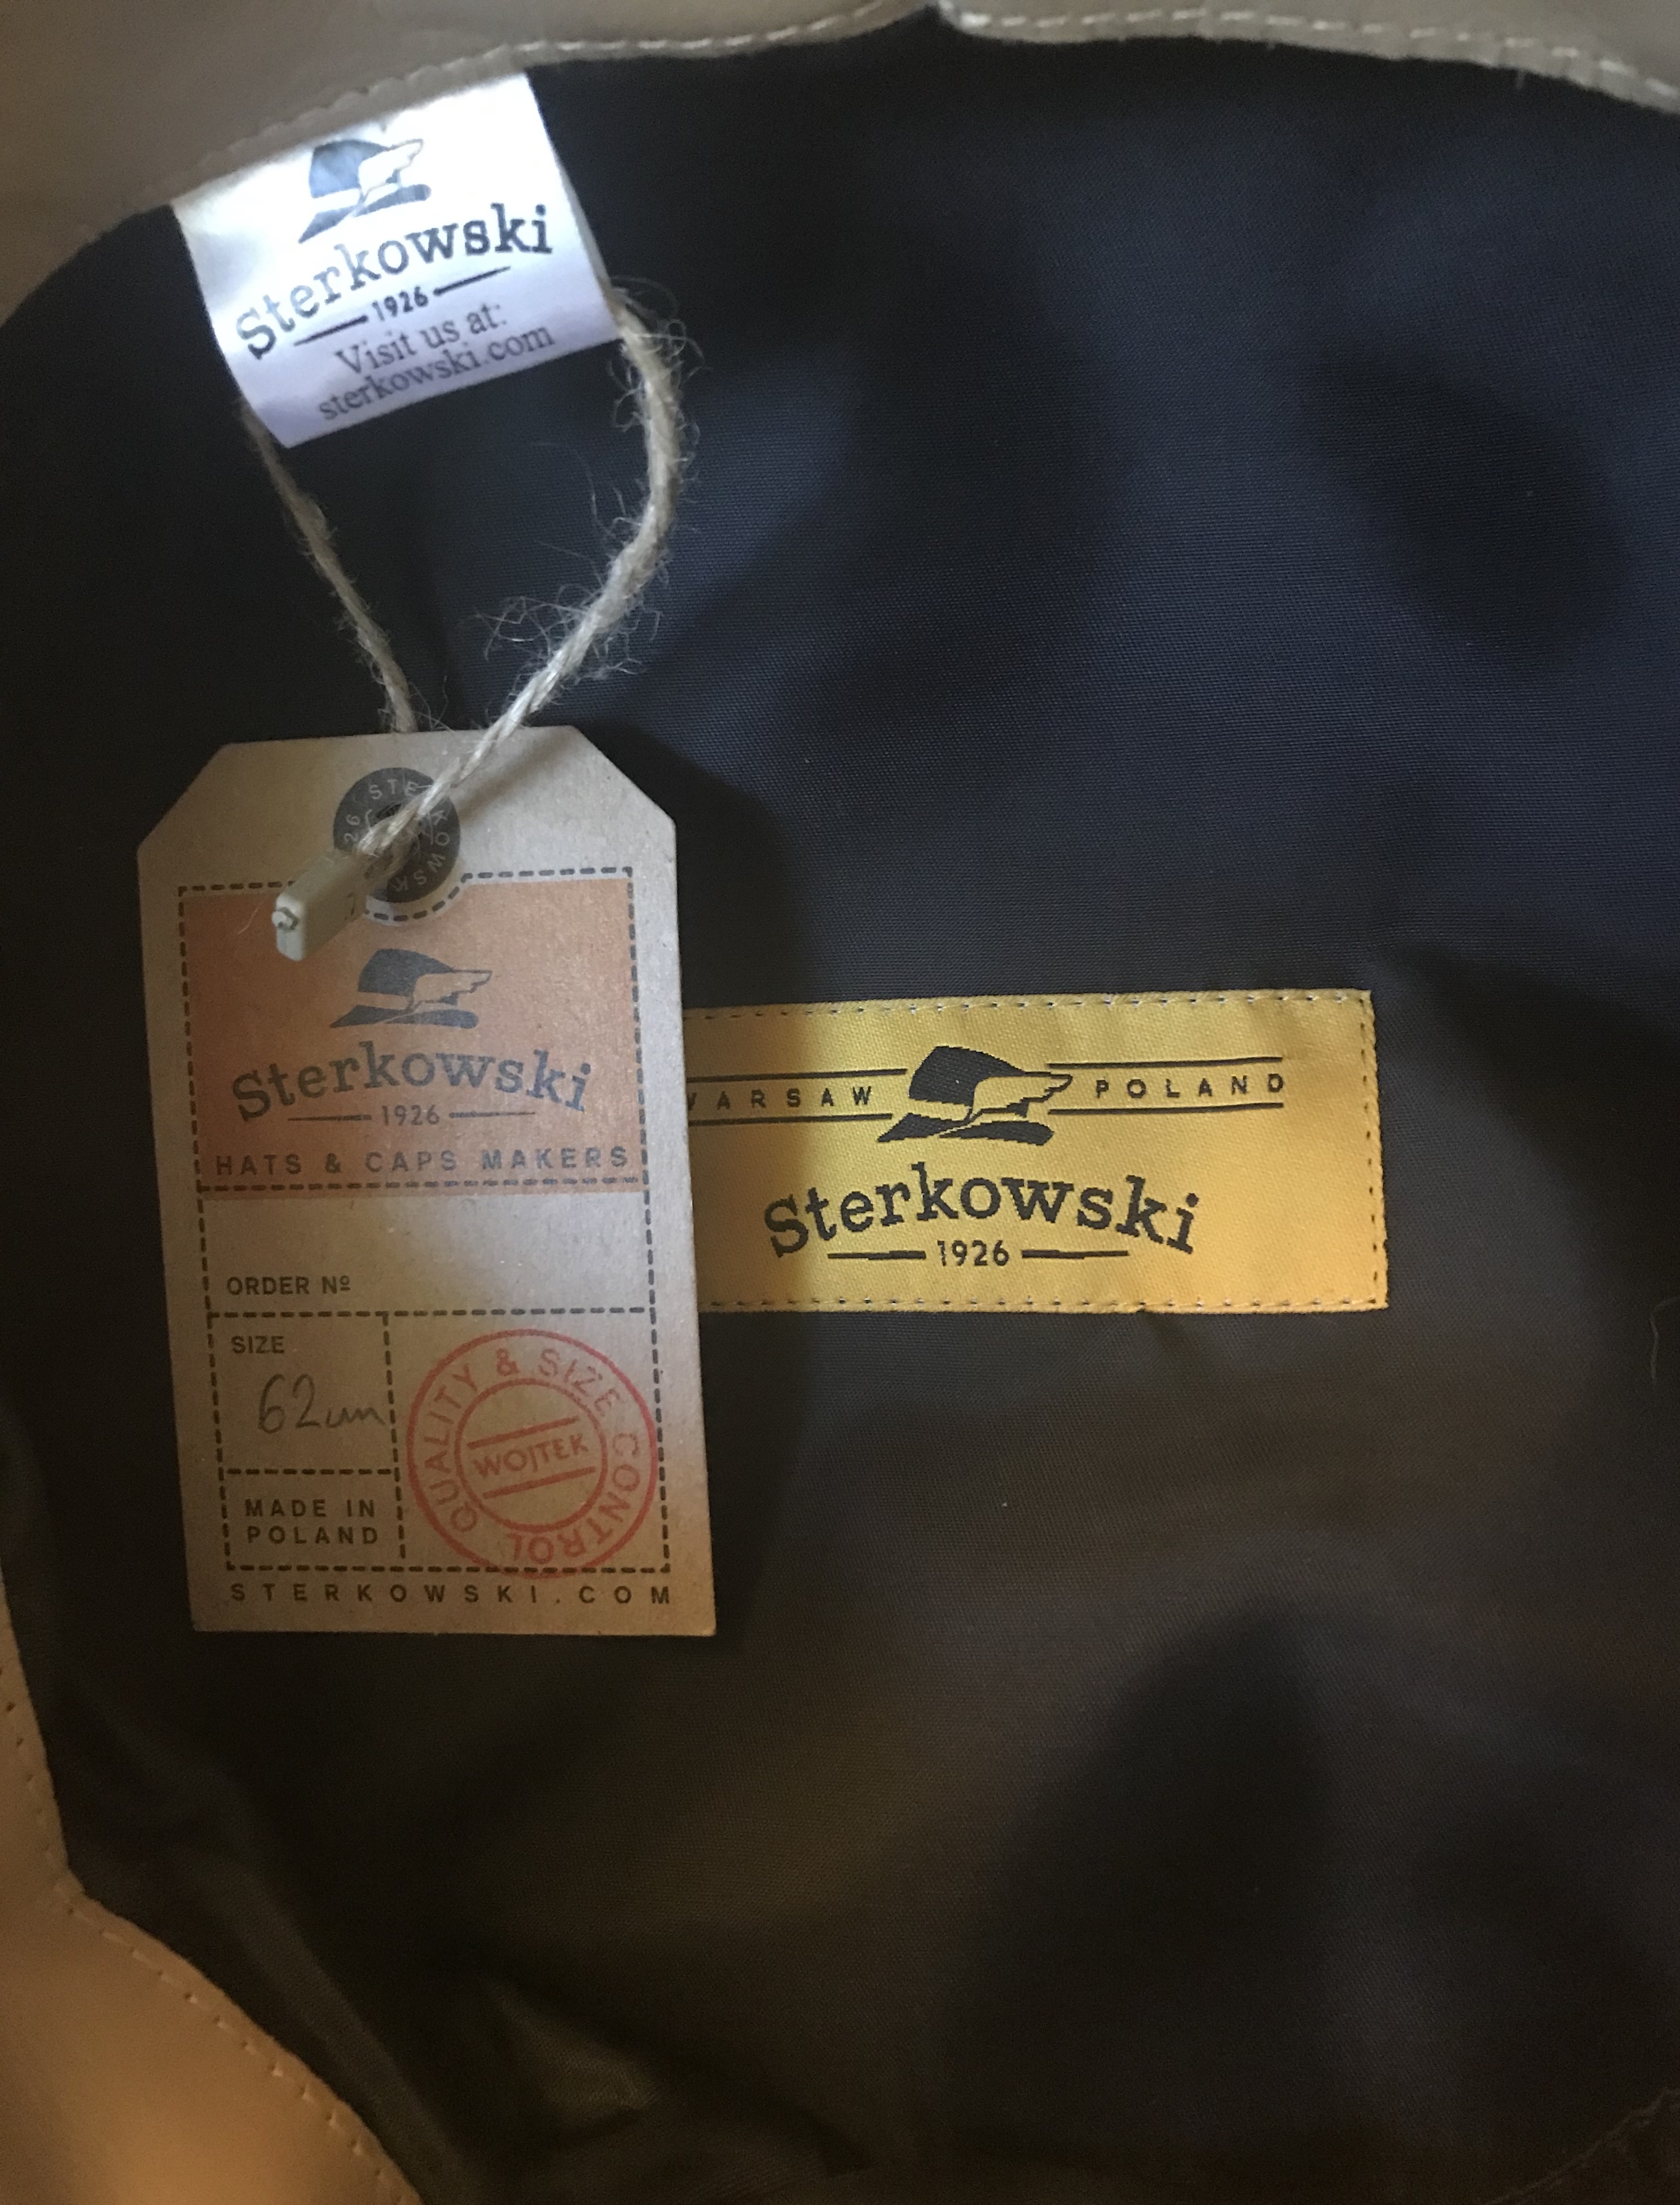 Sterkowski
1926
Visit us at:
sterkowski.com
Sterkowski
1926
HATS & CAPS MAKERS
ORDER Nº
SIZE
62cm
QUALITY & SIZE CONTROL
WOJTEK
MADE IN
POLAND
STERKOWSKI.COM
WARSAW POLAND
Sterkowski
1926